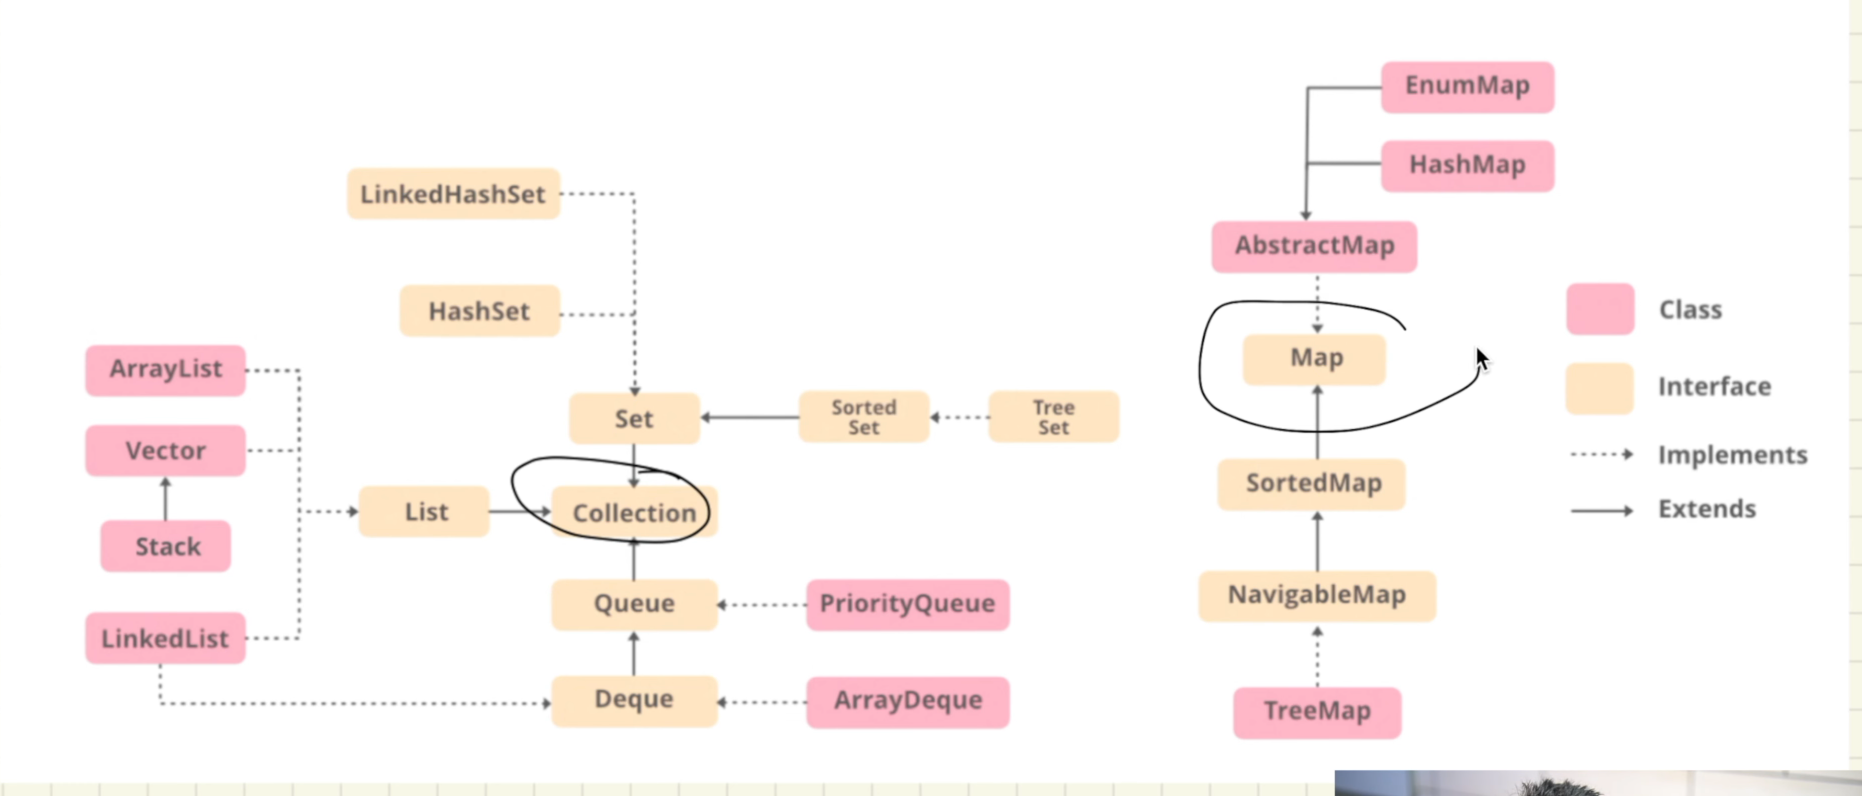 EnumMap
HashMap
LinkedHashSet
AbstractMap
HashSet
Class
ArrayList
Map
Interface
Set
Sorted
Set
Tree
Set
Vector
Implements
SortedMap
List
Collection
Extends
Stack
Queue
PriorityQueue
NavigableMap
LinkedList
Deque
ArrayDeque
TreeMap